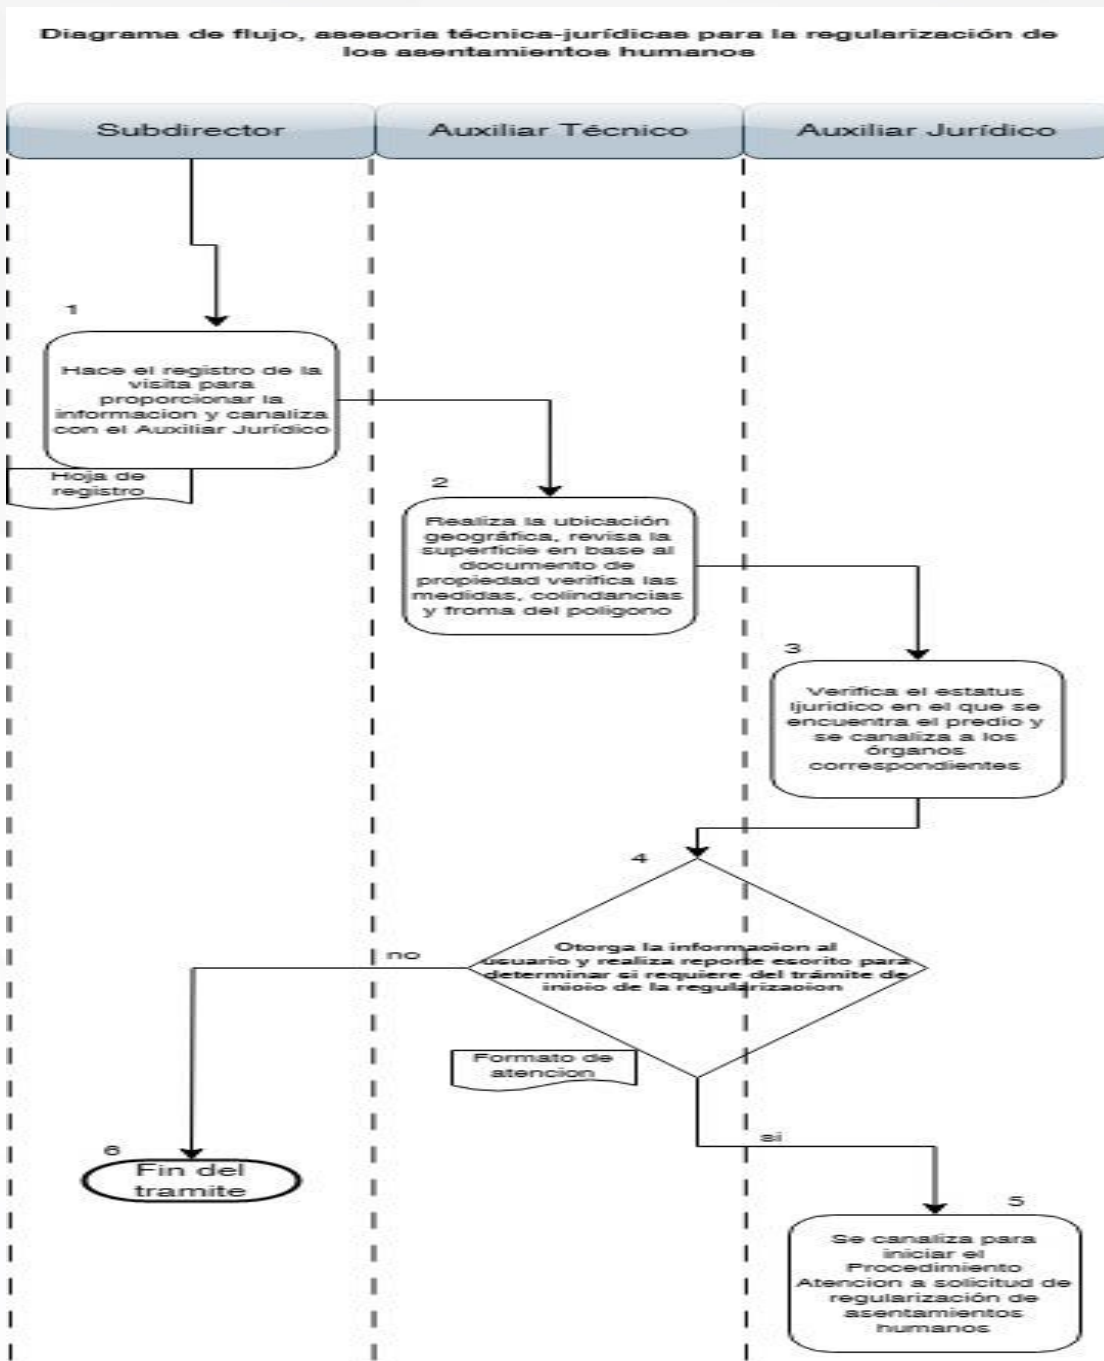 Diagrama de flujo, asesoria técnica-jurídicas para la regularización de
los asentamientos humanos
Subdirector
Auxiliar Técnico
Auxiliar Jurídico
1
Hace el registro de la
visita para
proporcionar la
informacion y canaliza
con el Auxiliar Jurídico
Hoja de
registro
2
Realiza la ubicación
geográfica, revisa la
superficie en base al
documento de
propiedad verifica las
medidas, colindancias
y froma del poligono
3
Verifica el estatus
ljuridico en el que se
encuentra el predio y
se canaliza a los
órganos
correspondientes
4
Otorga la informacion al
usuario y realiza reporte escrito para
determinar si requiere del trámite de
inicio de la regularizacion
no
Formato de
atencion
si
6
Fin del
tramite
5
Se canaliza para
iniciar el
Procedimiento
Atencion a solicitud de
regularización de
asentamientos
humanos